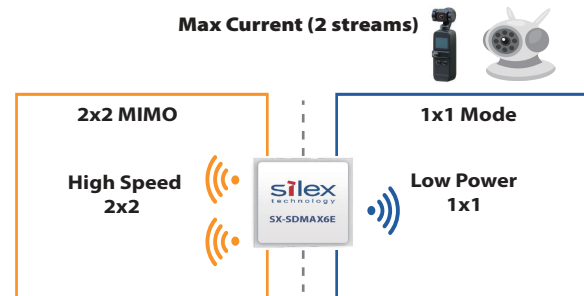 Max Current (2 streams)
2x2 MIMO
1x1 Mode
High Speed
2x2
Low Power
1x1
silex
technology
SX-SDMAX6E